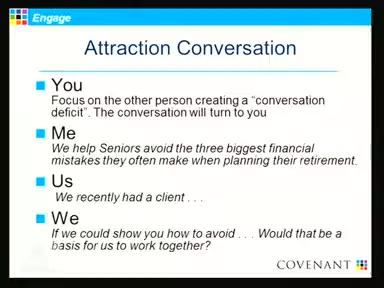 Engage
Attraction Conversation
You
Focus on the other person creating a “conversation
deficit”. The conversation will turn to you
Me
We help Seniors avoid the three biggest financial
mistakes they often make when planning their retirement.
Us
We recently had a client . . .
We
If we could show you how to avoid . . . Would that be a
basis for us to work together?
COVENANT